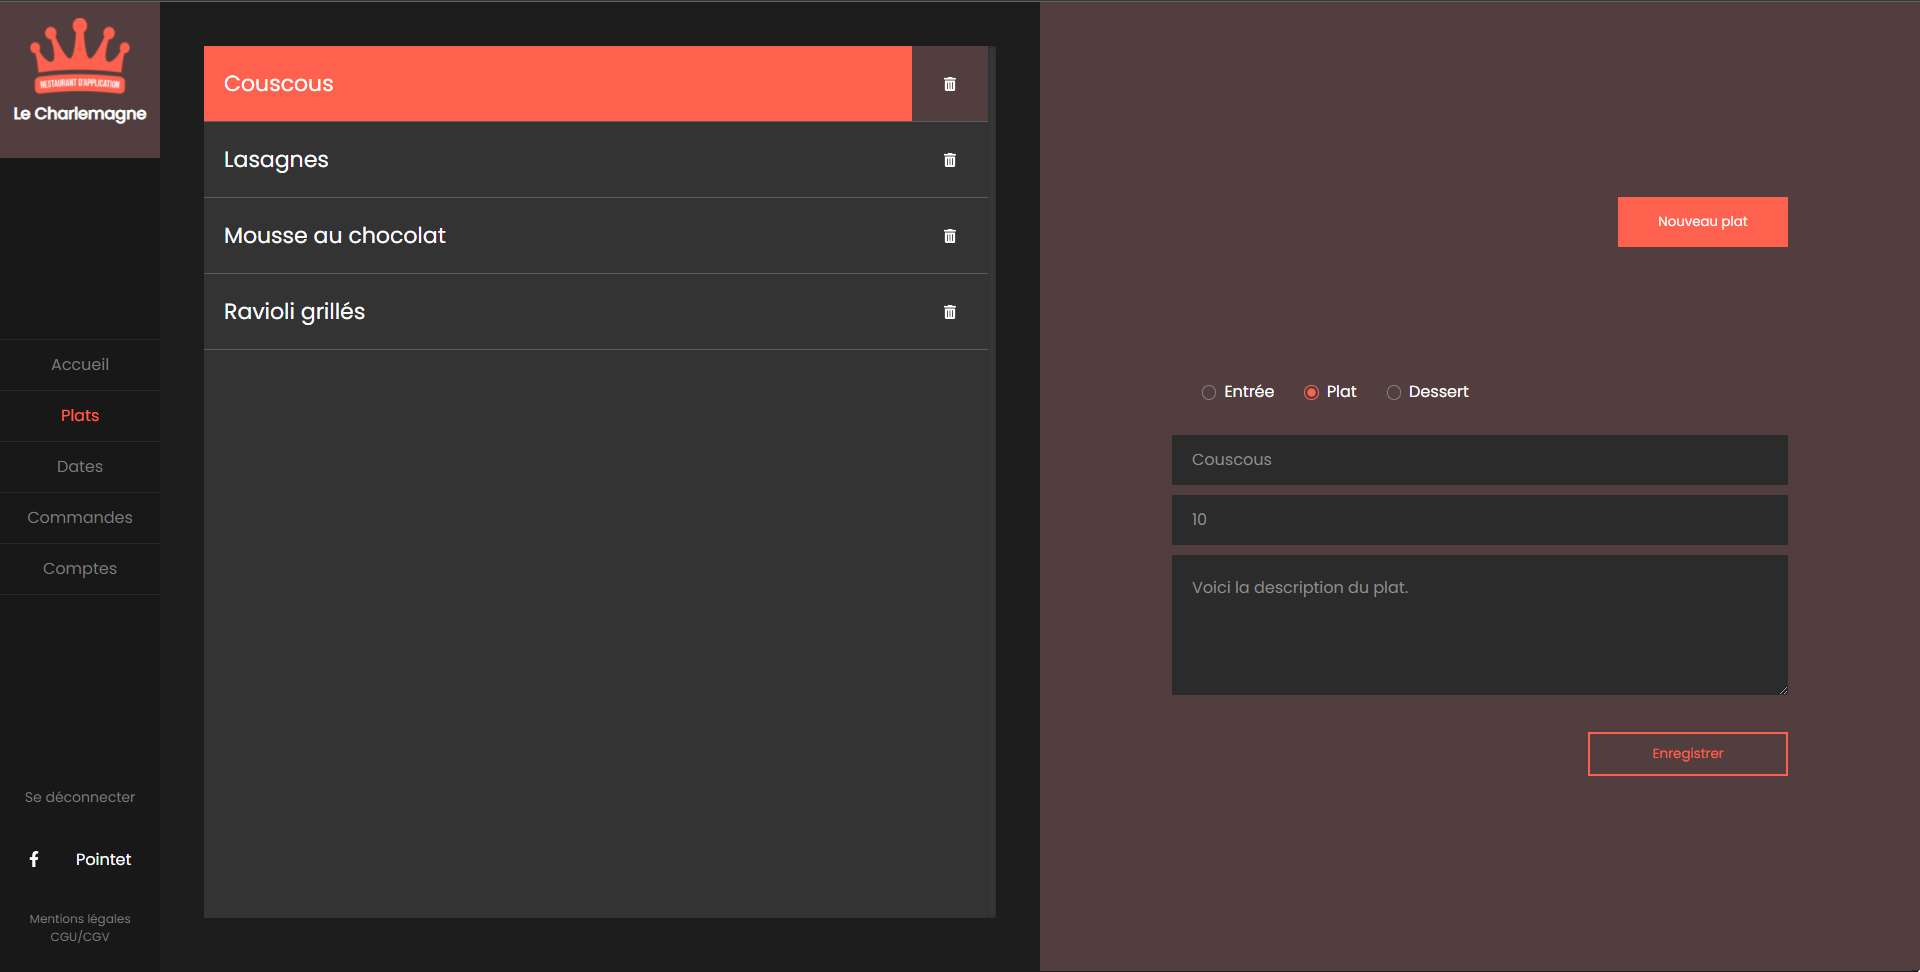 RESTAURANT D'APPLICATION
Le Charlemagne
Accueil
Plats
Dates
Commandes
Comptes
Se déconnecter
Pointet
Mentions légales
CGU/CGV
Couscous
Lasagnes
Mousse au chocolat
Ravioli grillés
Nouveau plat
Entrée Plat Dessert
Couscous
10
Voici la description du plat.
Enregistrer